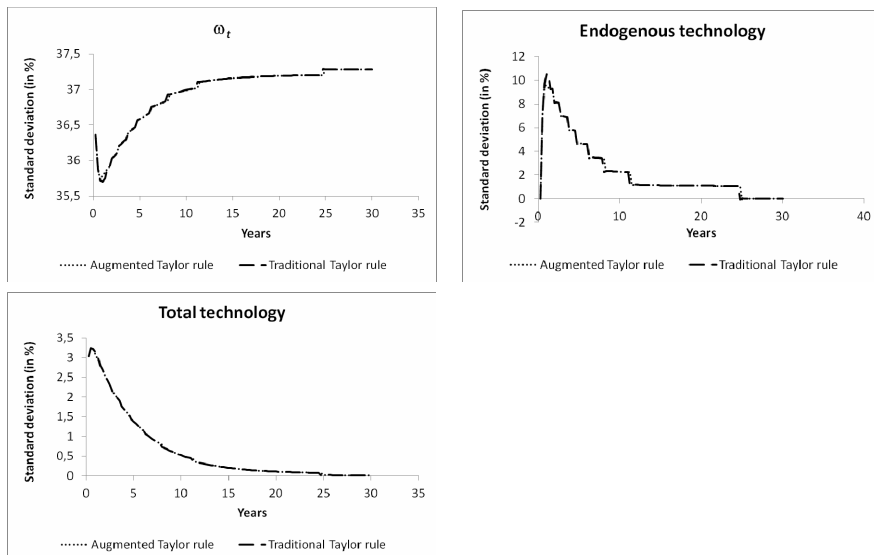 ωt
Standard deviation (in %)
37,5
37
36,5
36
35,5
0 5 10 15 20 25 30 35
Years
Augmented Taylor rule Traditional Taylor rule
Endogenous technology
Standard deviation (in %)
12
10
8
6
4
2
0
-2
0 10 20 30 40
Years
Augmented Taylor rule Traditional Taylor rule
Total technology
Standard deviation (in %)
3,5
3
2,5
2
1,5
1
0,5
0
0 5 10 15 20 25 30 35
Years
Augmented Taylor rule Traditional Taylor rule